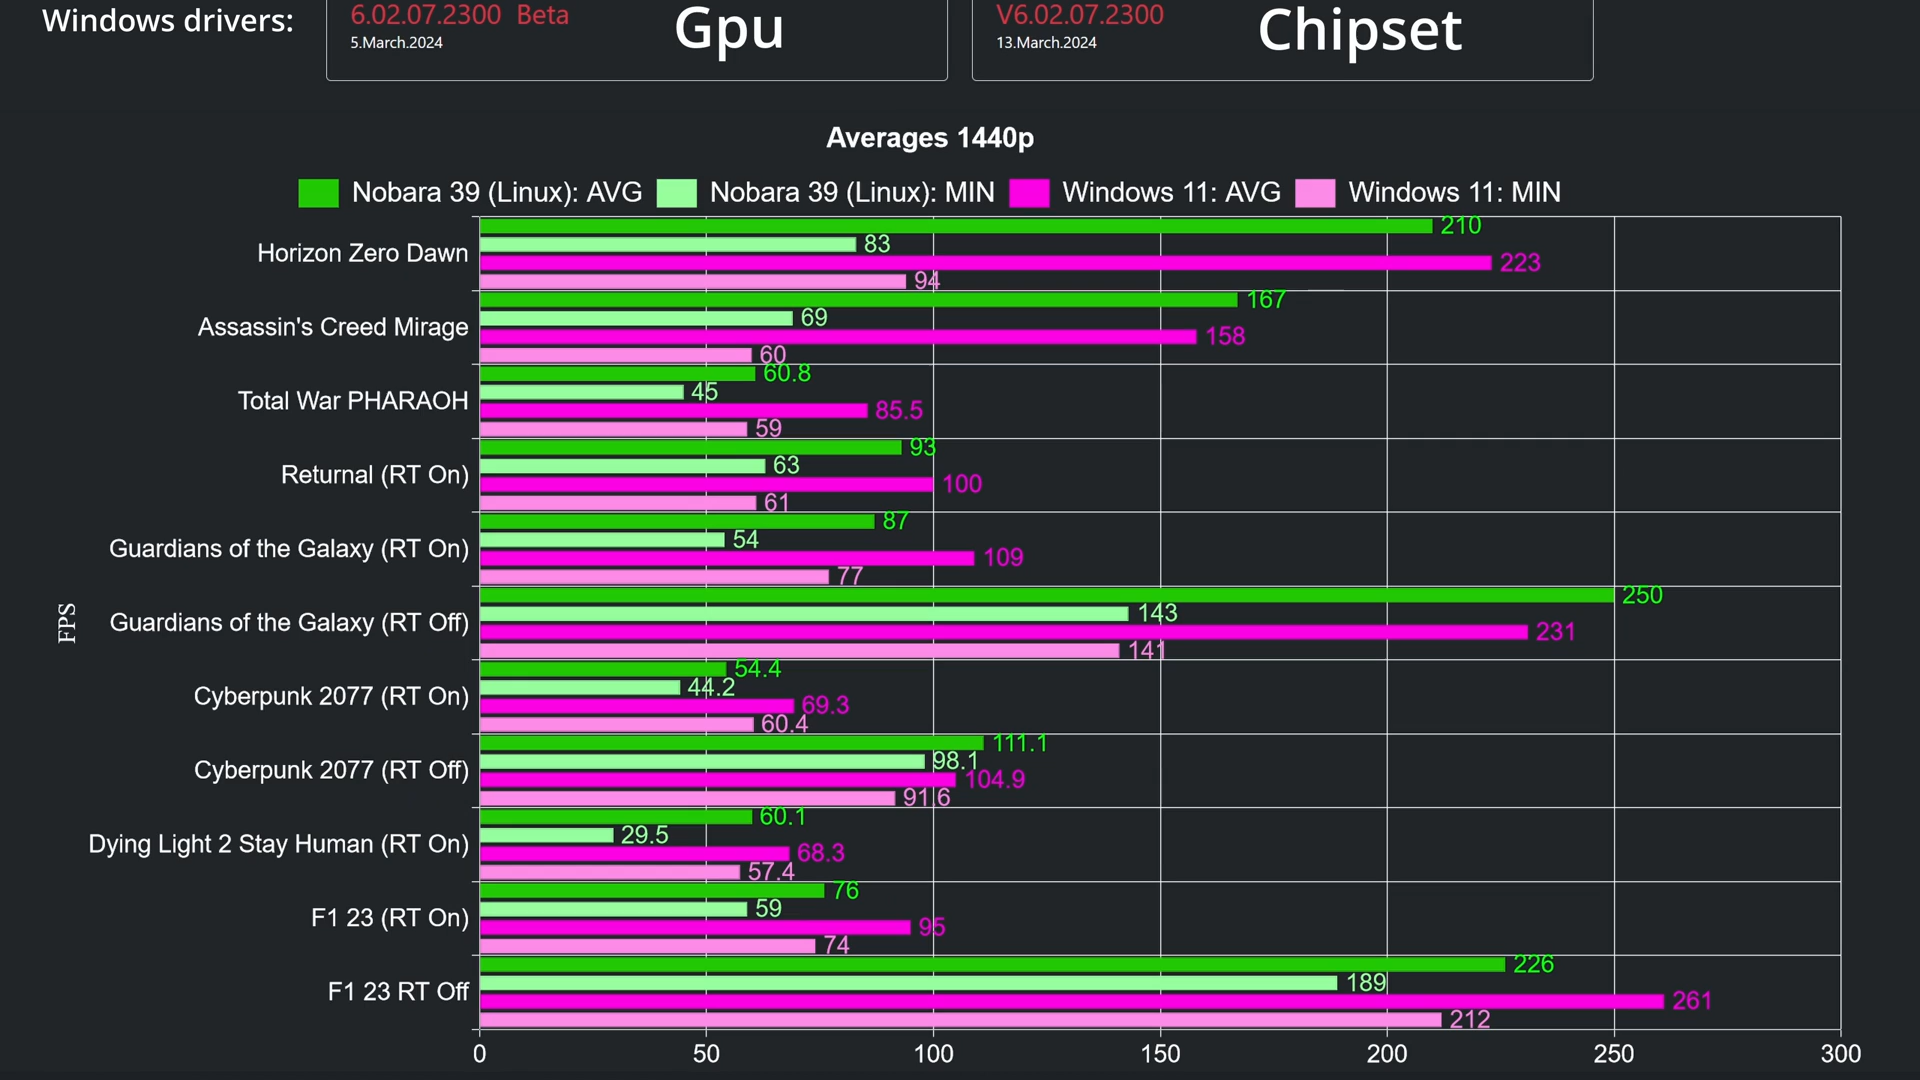 Windows drivers:
6.02.07.2300 Beta
5.March.2024
Gpu
V6.02.07.2300
13.March.2024
Chipset
Averages 1440p
Nobara 39 (Linux): AVG
Nobara 39 (Linux): MIN
Windows 11: AVG
Windows 11: MIN
Horizon Zero Dawn
210
83
223
94
Assassin's Creed Mirage
167
69
158
60
Total War PHARAOH
60.8
45
85.5
59
Returnal (RT On)
93
63
100
61
Guardians of the Galaxy (RT On)
87
54
109
77
FPS
Guardians of the Galaxy (RT Off)
250
143
231
141
Cyberpunk 2077 (RT On)
54.4
44.2
69.3
60.4
Cyberpunk 2077 (RT Off)
111.1
98.1
104.9
91.6
Dying Light 2 Stay Human (RT On)
60.1
29.5
68.3
57.4
F1 23 (RT On)
76
59
95
74
F1 23 RT Off
226
189
261
212
0 50 100 150 200 250 300